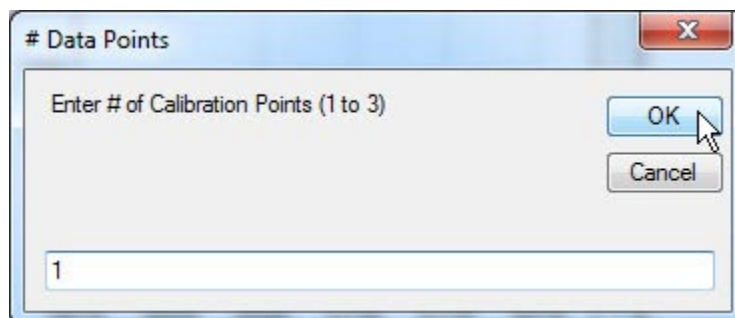 # Data Points
Enter # of Calibration Points (1 to 3)
OK
Cancel
1